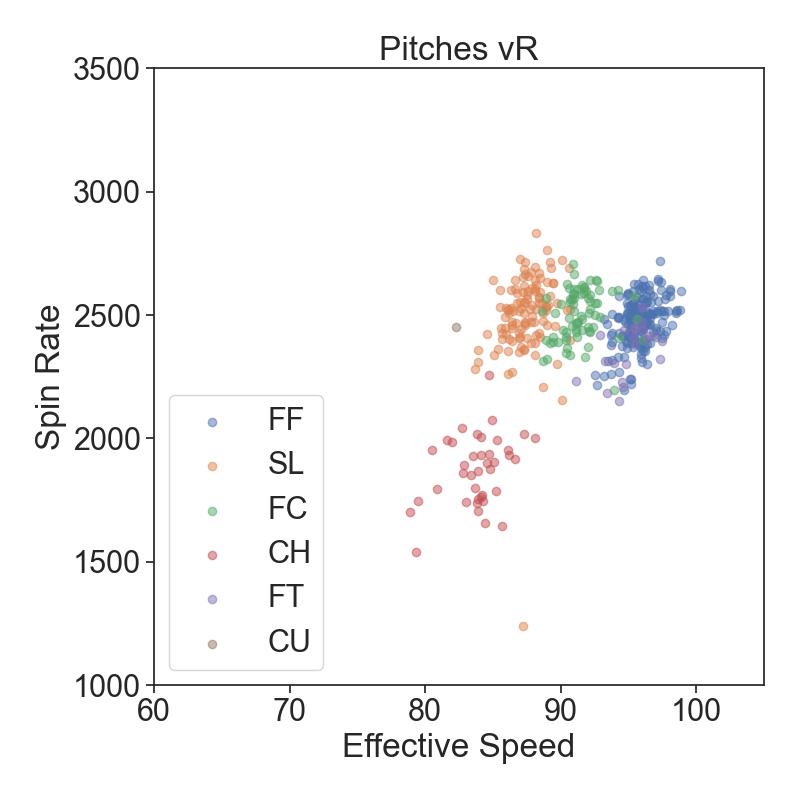 Pitches vR
3500
3000
2500
2000
1500
1000
Spin Rate
FF
SL
FC
CH
FT
CU
60 70 80 90 100
Effective Speed